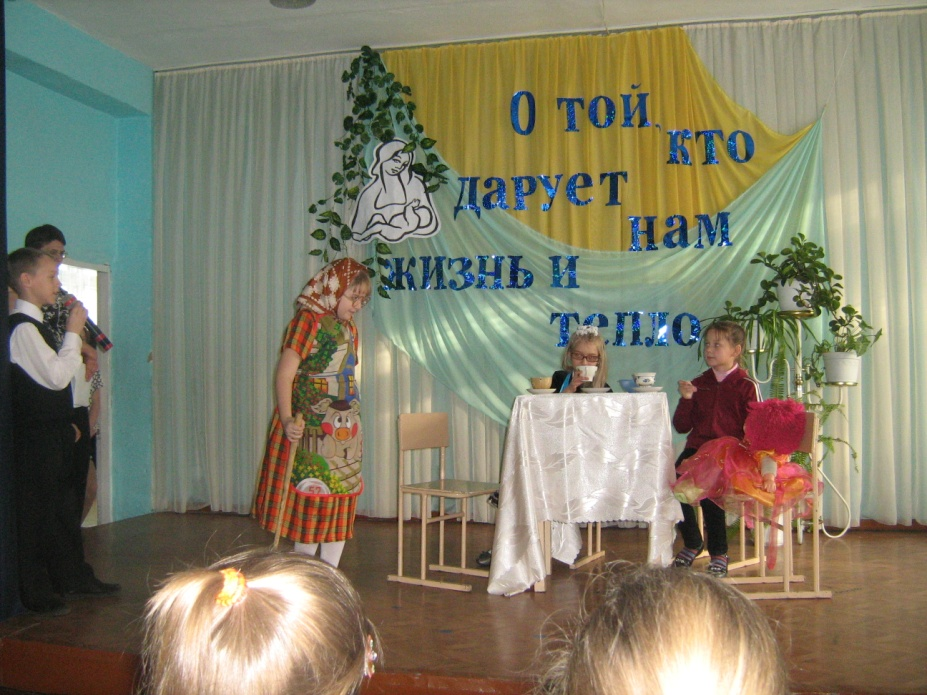 О той,
кто
дарует
нам
жизнь и
тепло